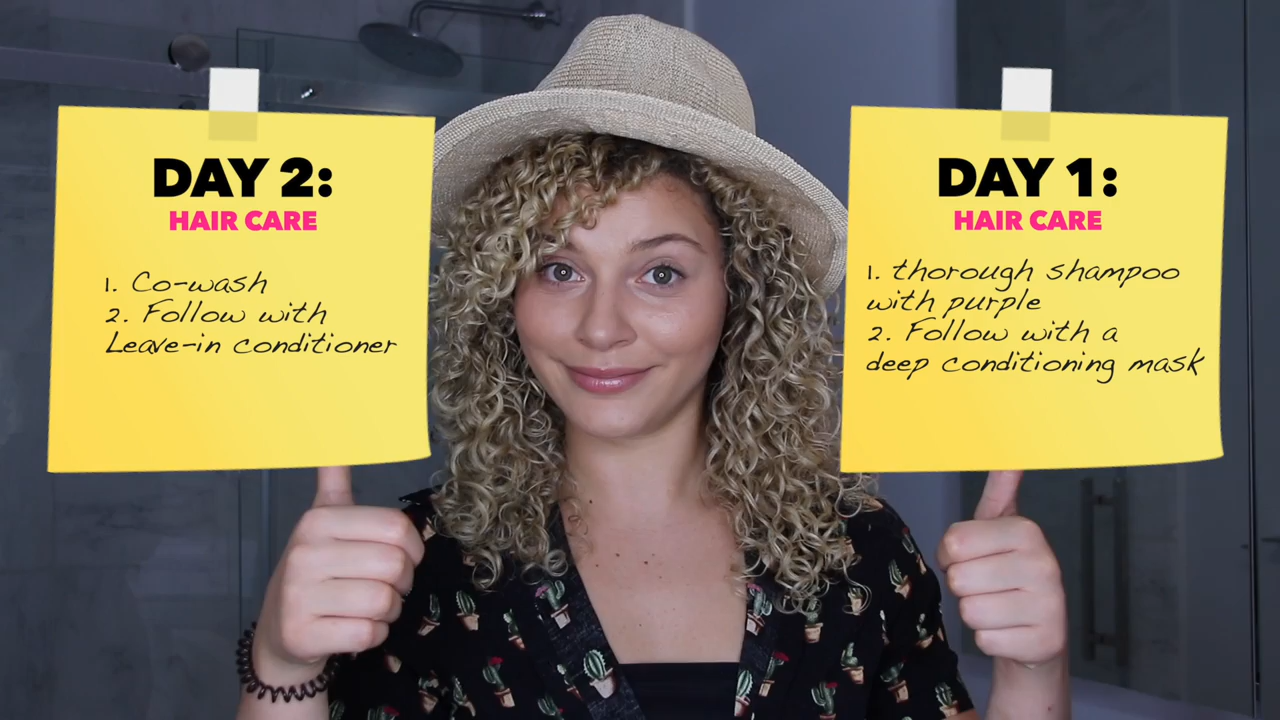 DAY 2:
HAIR CARE
1. Co-wash
2. Follow with
Leave-in conditioner
DAY 1:
HAIR CARE
1. thorough shampoo
with purple
2. Follow with a
deep conditioning mask